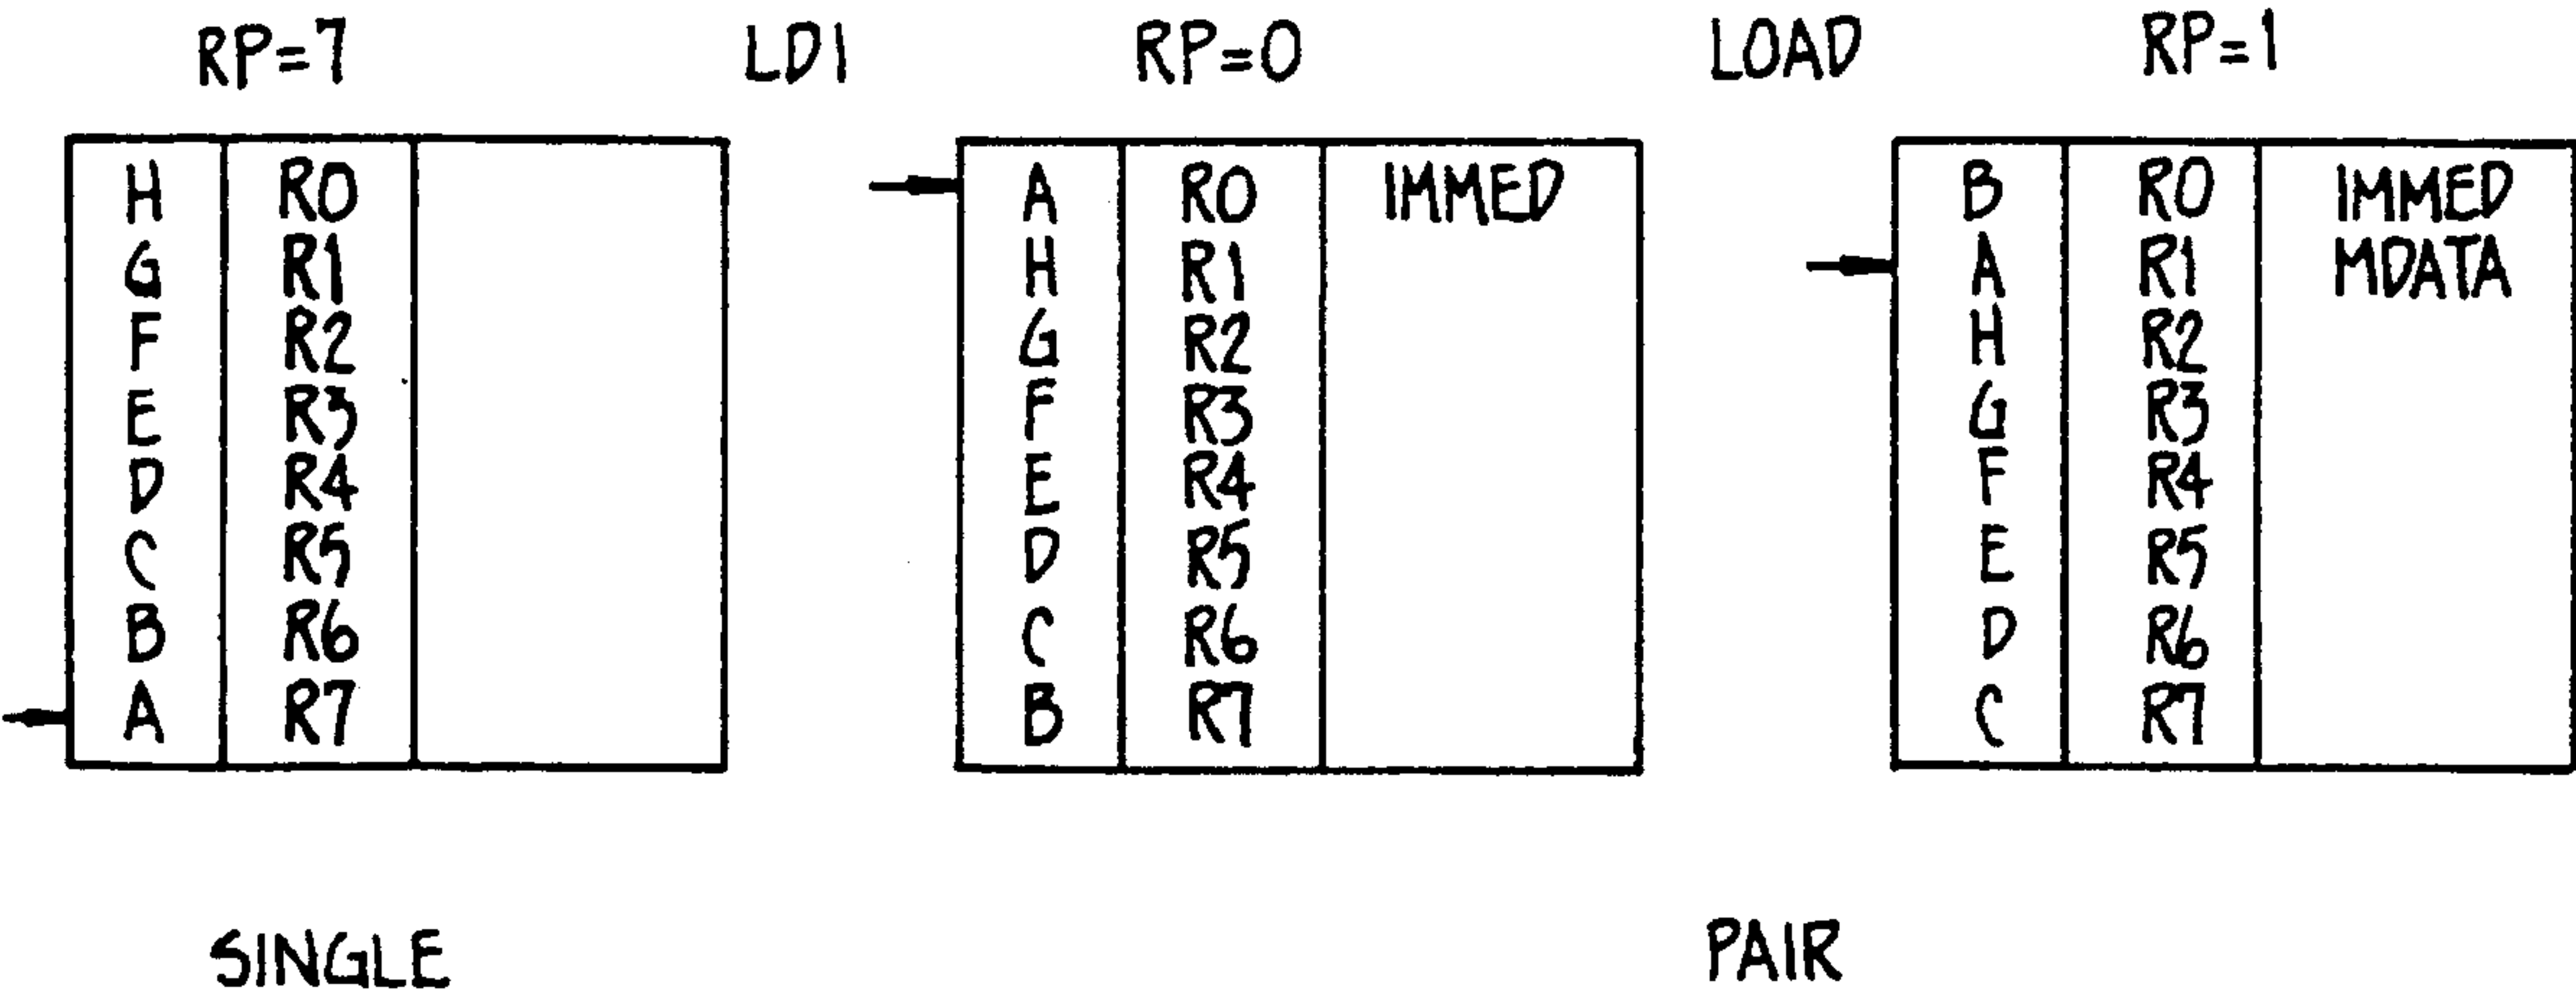 RP=7 LDI RP=0 LOAD RP=1
H R0 A R0 IMMED B R0 IMMED
G R1 H R1 A R1 MDATA
F R2 G R2 H R2
E R3 F R3 G R3
D R4 E R4 F R4
C R5 D R5 E R5
B R6 C R6 D R6
A R7 B R7 C R7
SINGLE PAIR